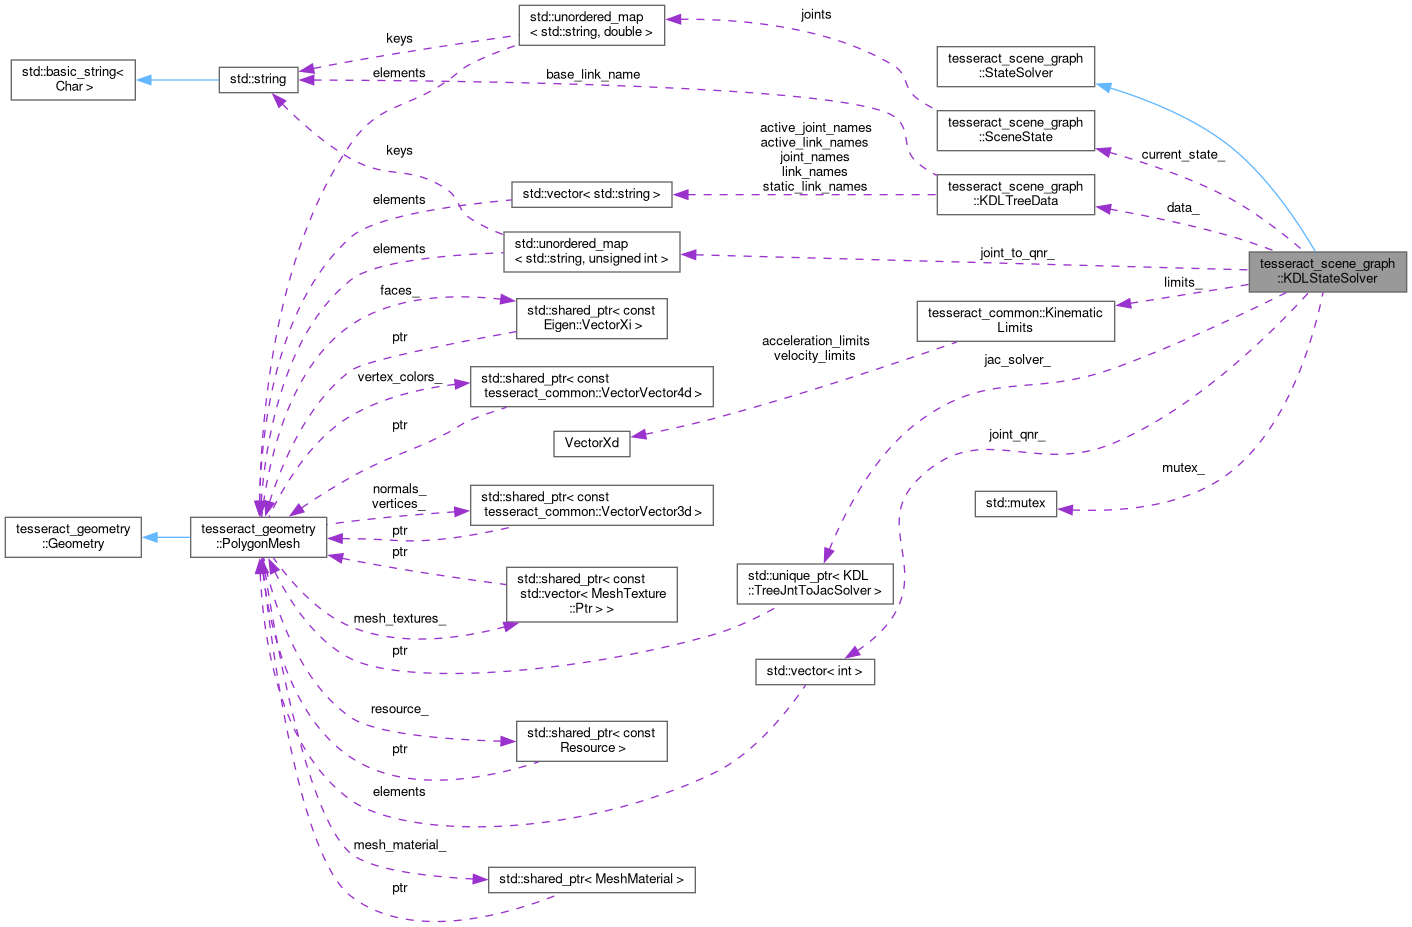 std::unordered_map
< std::string, double >
joints
keys
tesseract_scene_graph
::StateSolver
std::basic_string<
Char >
std::string
elements
base_link_name
tesseract_scene_graph
::SceneState
active_joint_names
active_link_names
joint_names
link_names
static_link_names
current_state_
keys
std::vector< std::string >
tesseract_scene_graph
::KDLTreeData
elements
data_
std::unordered_map
< std::string, unsigned int >
elements
joint_to_qnr_
tesseract_scene_graph
::KDLStateSolver
faces_
limits_
std::shared_ptr< const
Eigen::VectorXi >
tesseract_common::Kinematic
Limits
ptr
acceleration_limits
velocity_limits
jac_solver_
vertex_colors_
std::shared_ptr< const
tesseract_common::VectorVector4d >
ptr
VectorXd
joint_qnr_
mutex_
normals_
vertices_
std::shared_ptr< const
tesseract_common::VectorVector3d >
std::mutex
tesseract_geometry
::Geometry
tesseract_geometry
::PolygonMesh
ptr
ptr
std::shared_ptr< const
std::vector< MeshTexture
::Ptr > >
std::unique_ptr< KDL
::TreeJntToJacSolver >
mesh_textures_
ptr
std::vector< int >
resource_
std::shared_ptr< const
Resource >
ptr
elements
mesh_material_
std::shared_ptr< MeshMaterial >
ptr